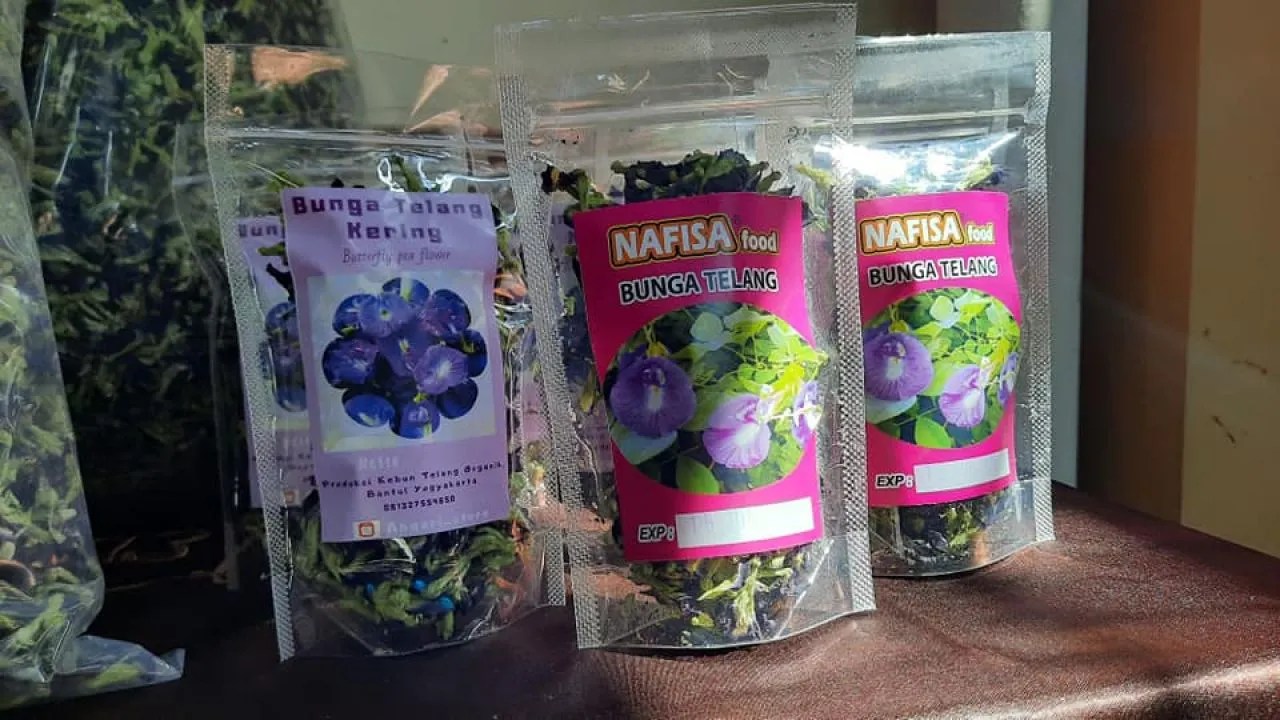 Bunga Telang
Kering
Butterfly pea flower
Produksi Kebun Telang Organik,
Bantul Yogyakarta
NAFISA food
BUNGA TELANG
EXP:
NAFISA food
BUNGA TELANG
EXP: